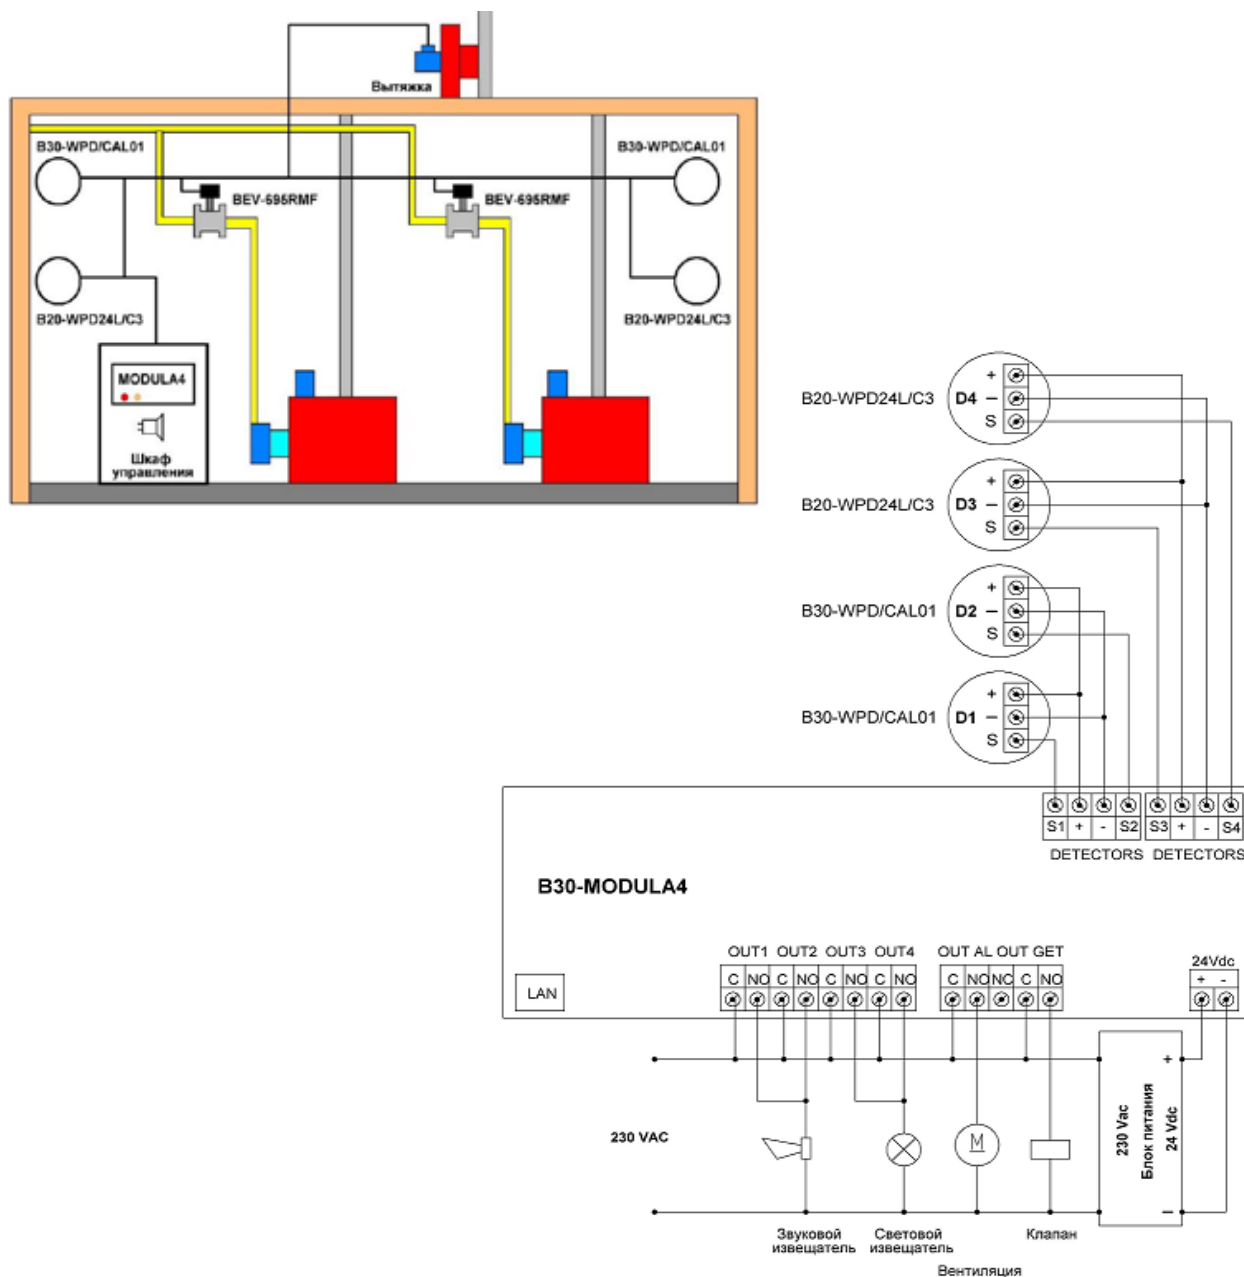 Вытяжка
B30-WPD/CAL01
B30-WPD/CAL01
BEV-695RMF
BEV-695RMF
B20-WPD24L/C3
B20-WPD24L/C3
MODULA4
Шкаф
управления
B20-WPD24L/C3
D4
+
−
S
B20-WPD24L/C3
D3
+
−
S
B30-WPD/CAL01
D2
+
−
S
B30-WPD/CAL01
D1
+
−
S
S1 + - S2 S3 + - S4
DETECTORS DETECTORS
B30-MODULA4
OUT1 OUT2 OUT3 OUT4 OUT AL OUT GET
C NO C NO C NO C NO C NO NC C NO
24Vdc
+ -
LAN
230 VAC
M
+
230 Vac
Блок питания
24 Vdc
−
Звуковой
извещатель
Световой
извещатель
Клапан
Вентиляция